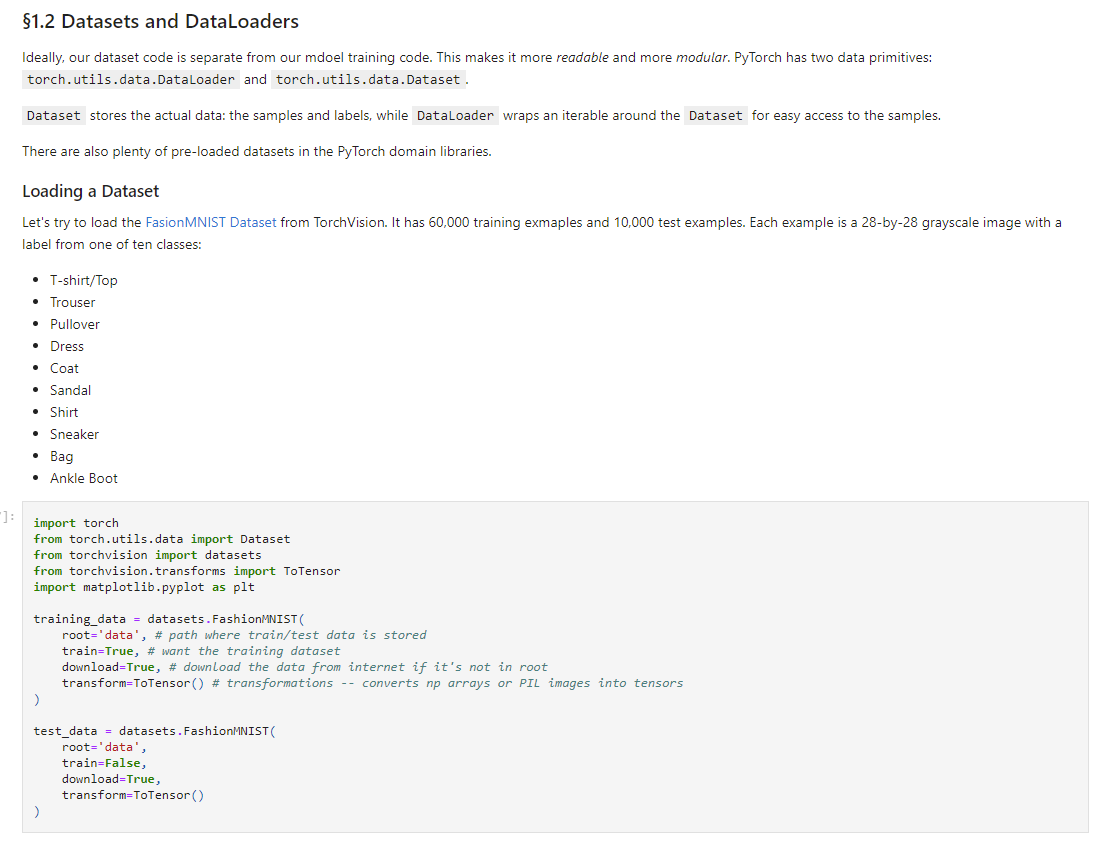 §1.2 Datasets and DataLoaders
Ideally, our dataset code is separate from our mdoel training code. This makes it more readable and more modular. PyTorch has two data primitives:
torch.utils.data.DataLoader and torch.utils.data.Dataset.
Dataset stores the actual data: the samples and labels, while DataLoader wraps an iterable around the Dataset for easy access to the samples.
There are also plenty of pre-loaded datasets in the PyTorch domain libraries.
Loading a Dataset
Let's try to load the FasionMNIST Dataset from TorchVision. It has 60,000 training exmaples and 10,000 test examples. Each example is a 28-by-28 grayscale image with a
label from one of ten classes:
• T-shirt/Top
• Trouser
• Pullover
• Dress
• Coat
• Sandal
• Shirt
• Sneaker
• Bag
• Ankle Boot
]:
import torch
from torch.utils.data import Dataset
from torchvision import datasets
from torchvision.transforms import ToTensor
import matplotlib.pyplot as plt
training_data = datasets.FashionMNIST(
    root='data', # path where train/test data is stored
    train=True, # want the training dataset
    download=True, # download the data from internet if it's not in root
    transform=ToTensor() # transformations -- converts np arrays or PIL images into tensors
)
test_data = datasets.FashionMNIST(
    root='data',
    train=False,
    download=True,
    transform=ToTensor()
)